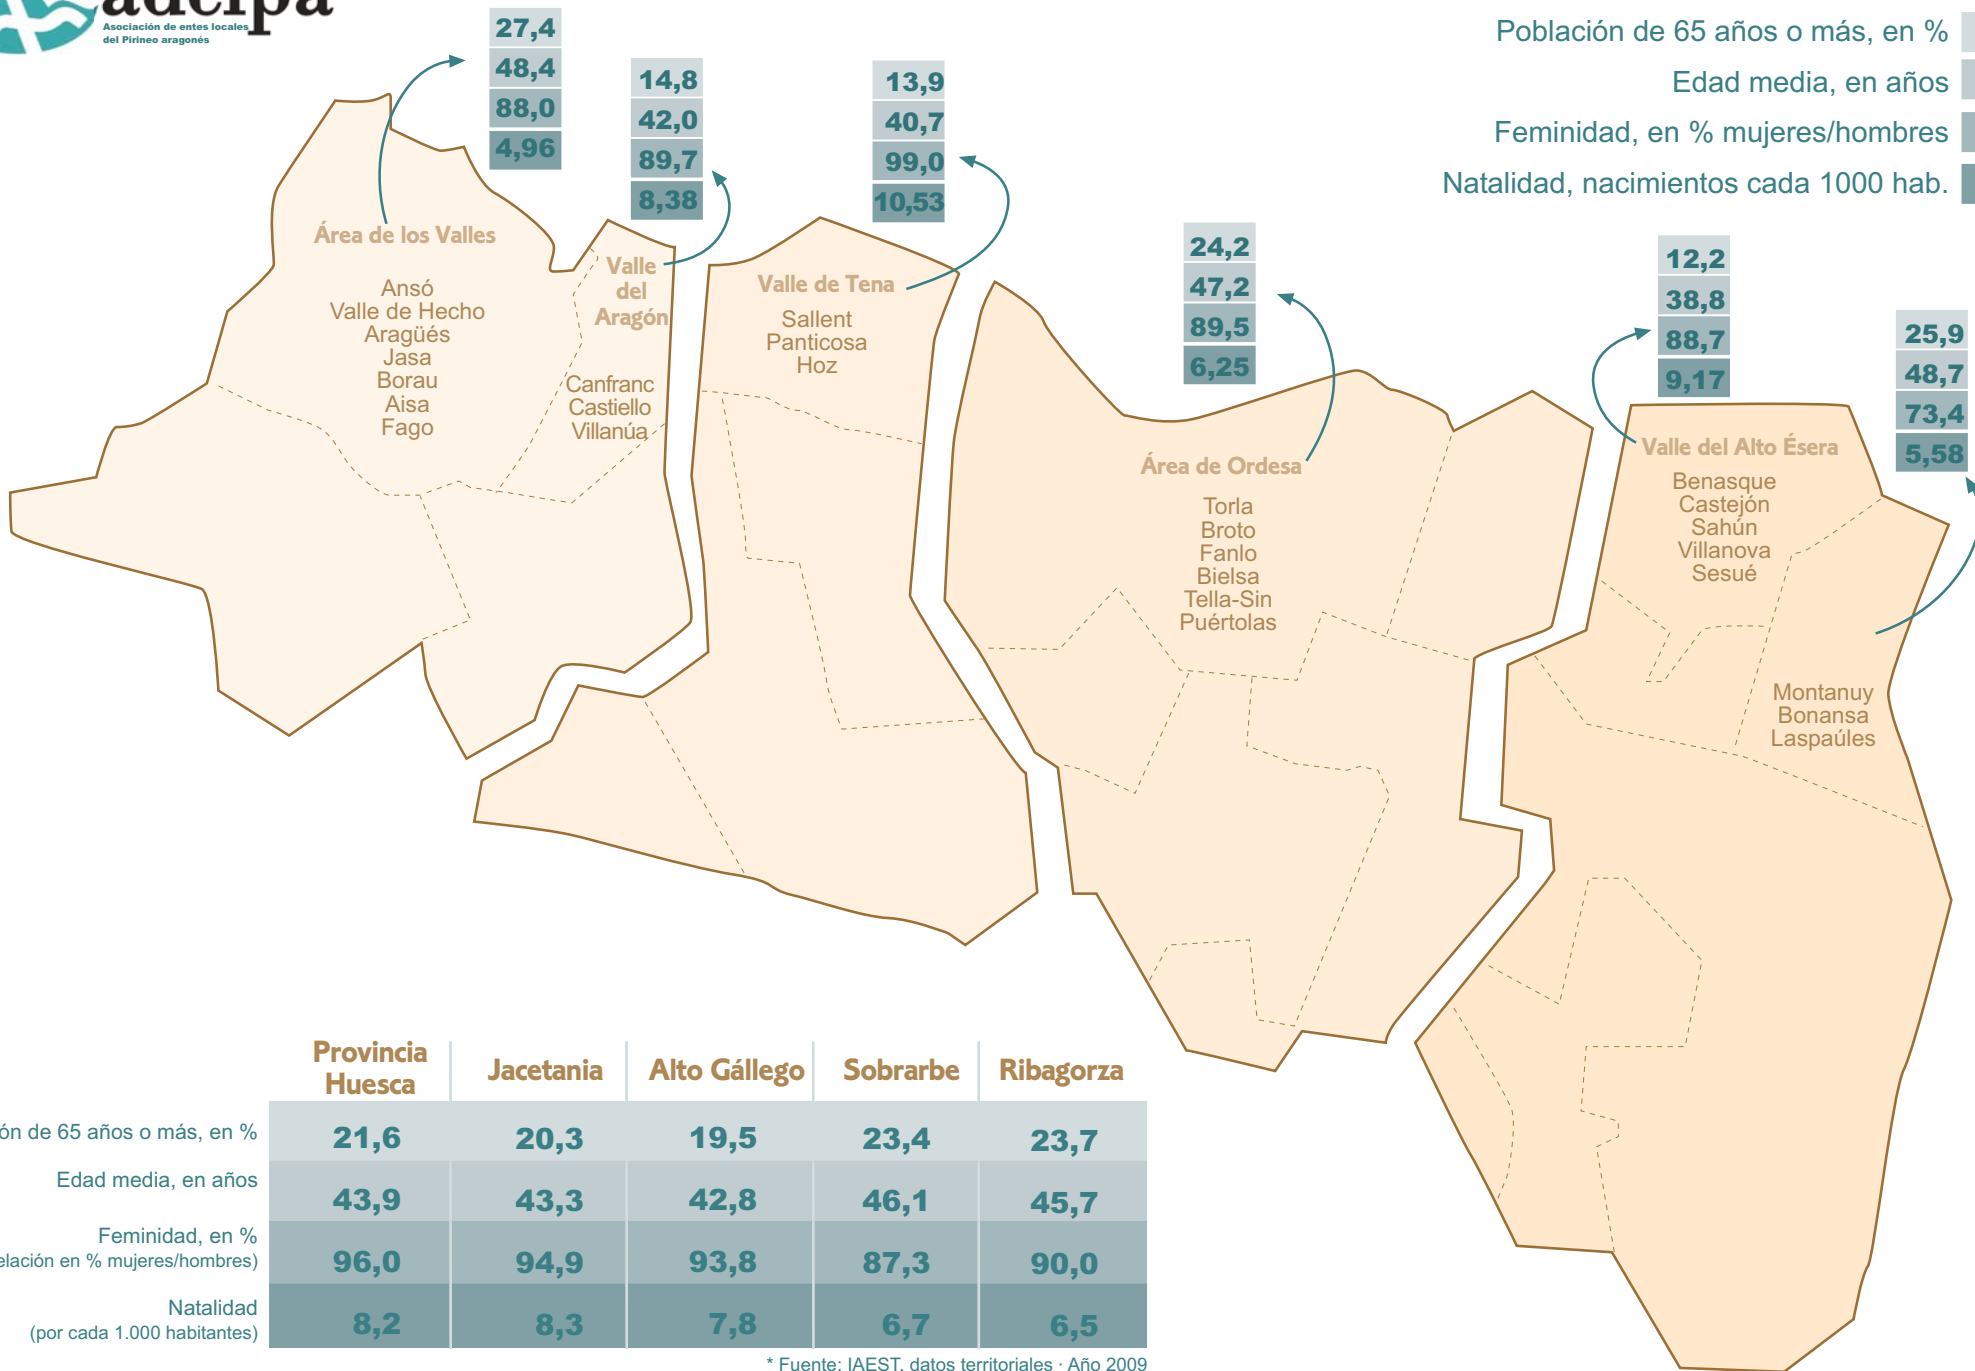 adelpa
Asociación de entes locales
del Pirineo aragonés
Población de 65 años o más, en %
Edad media, en años
Feminidad, en % mujeres/hombres
Natalidad, nacimientos cada 1000 hab.
27,4
48,4
88,0
4,96
14,8
42,0
89,7
8,38
13,9
40,7
99,0
10,53
24,2
47,2
89,5
6,25
12,2
38,8
88,7
9,17
25,9
48,7
73,4
5,58
Área de los Valles
Ansó
Valle de Hecho
Aragüés
Jasa
Borau
Aisa
Fago
Valle
del
Aragón
Canfranc
Castiello
Villanúa
Valle de Tena
Sallent
Panticosa
Hoz
Área de Ordesa
Torla
Broto
Fanlo
Bielsa
Tella-Sin
Puértolas
Valle del Alto Ésera
Benasque
Castejón
Sahún
Villanova
Sesué
Montanuy
Bonansa
Laspaúles
Provincia
Huesca
Jacetania
Alto Gállego
Sobrarbe
Ribagorza
de 65 años o más, en %
21,6
20,3
19,5
23,4
23,7
Edad media, en años
43,9
43,3
42,8
46,1
45,7
Feminidad, en %
elación en % mujeres/hombres)
96,0
94,9
93,8
87,3
90,0
Natalidad
(por cada 1.000 habitantes)
8,2
8,3
7,8
6,7
6,5
* Fuente: IAEST. datos territoriales · Año 2009